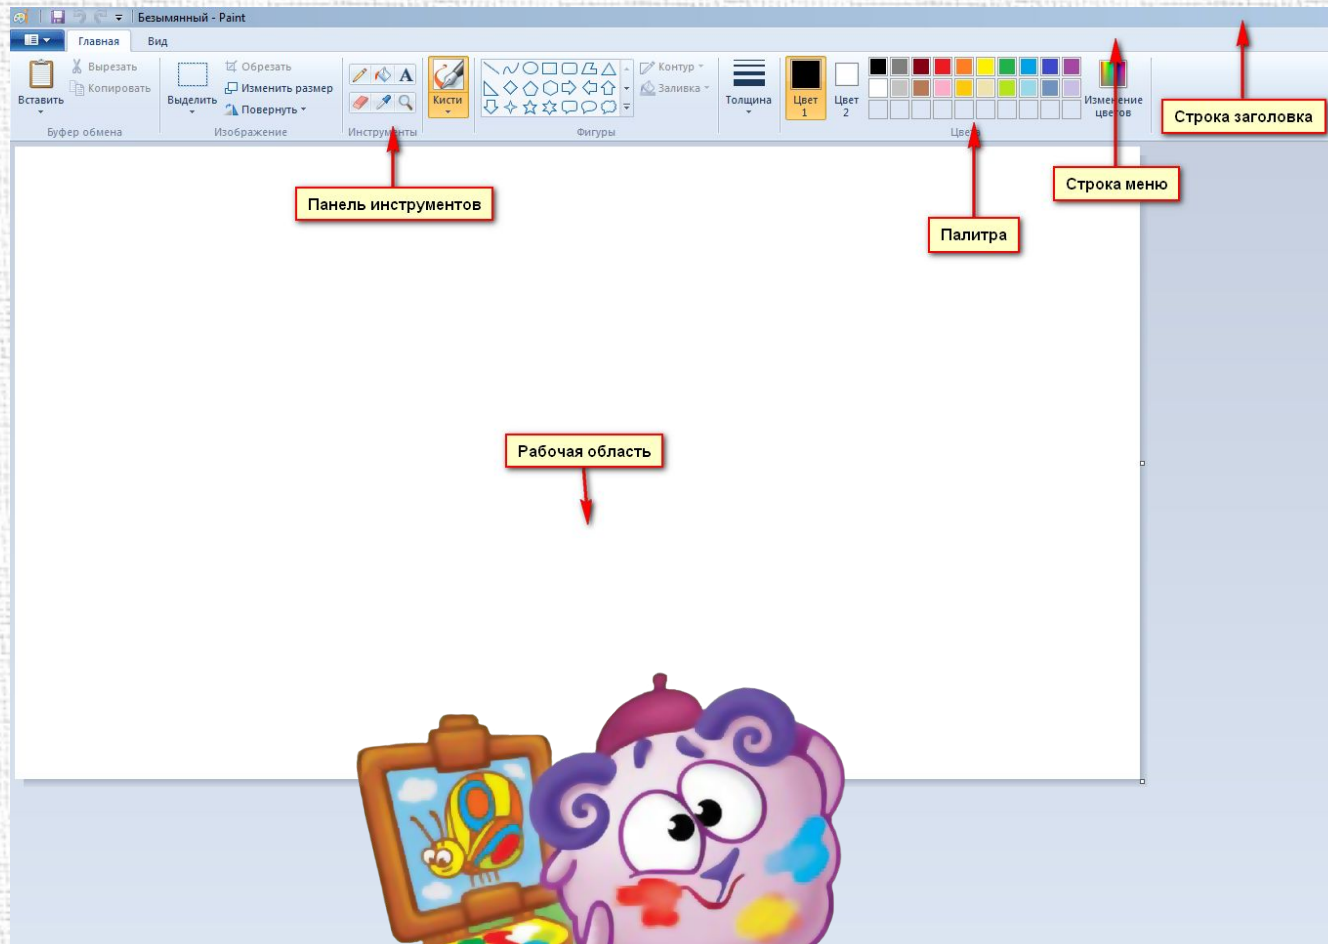 Безымянный - Paint
Главная Вид
Вставить
Вырезать
Копировать
Буфер обмена
Выделить
Обрезать
Изменить размер
Повернуть
Изображение
A
Инструменты
Кисти
Фигуры
Контур
Заливка
Толщина
Цвет
1
Цвет
2
Цвета
Изменение
цветов
Строка заголовка
Строка меню
Панель инструментов
Палитра
Рабочая область